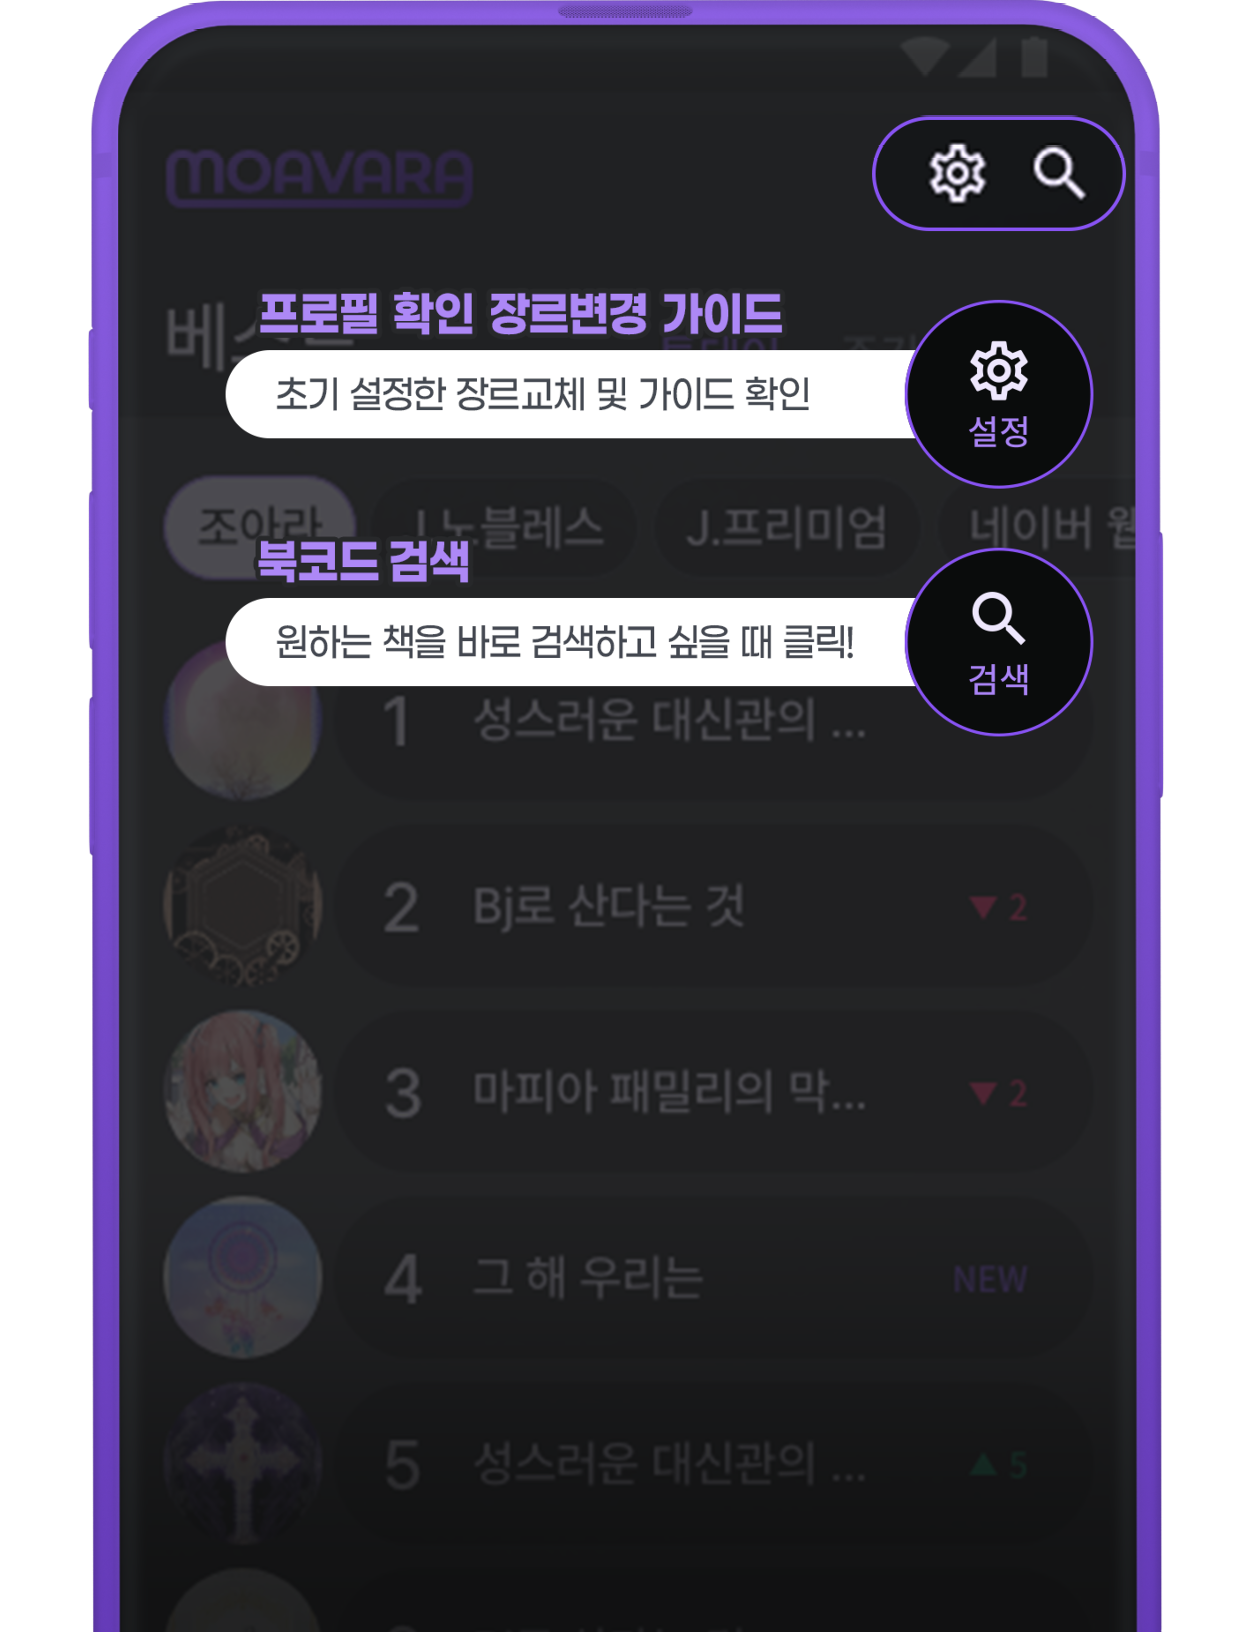 MOAVARA
프로필 확인 장르변경 가이드
초기 설정한 장르교체 및 가이드 확인
설정
조아라
J.노블레스
J.프리미엄
네이버
북코드 검색
원하는 책을 바로 검색하고 싶을 때 클릭!
검색
1 성스러운 대신관의 ...
2 Bj로 산다는 것 ▼ 2
3 마피아 패밀리의 막... ▼ 2
4 그 해 우리는 NEW
5 성스러운 대신관의 ... ▲ 5